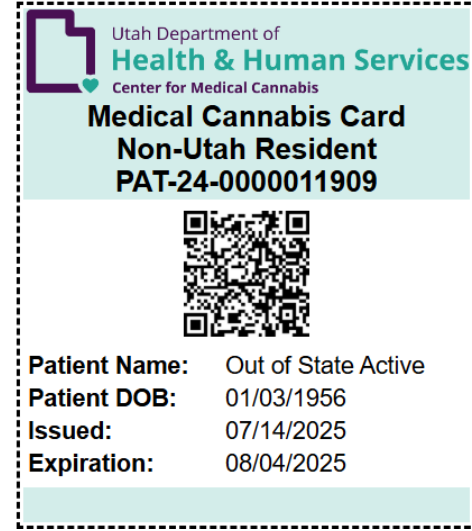 Utah Department of
Health & Human Services
Center for Medical Cannabis
Medical Cannabis Card
Non-Utah Resident
PAT-24-0000011909
Patient Name: Out of State Active
Patient DOB: 01/03/1956
Issued: 07/14/2025
Expiration: 08/04/2025